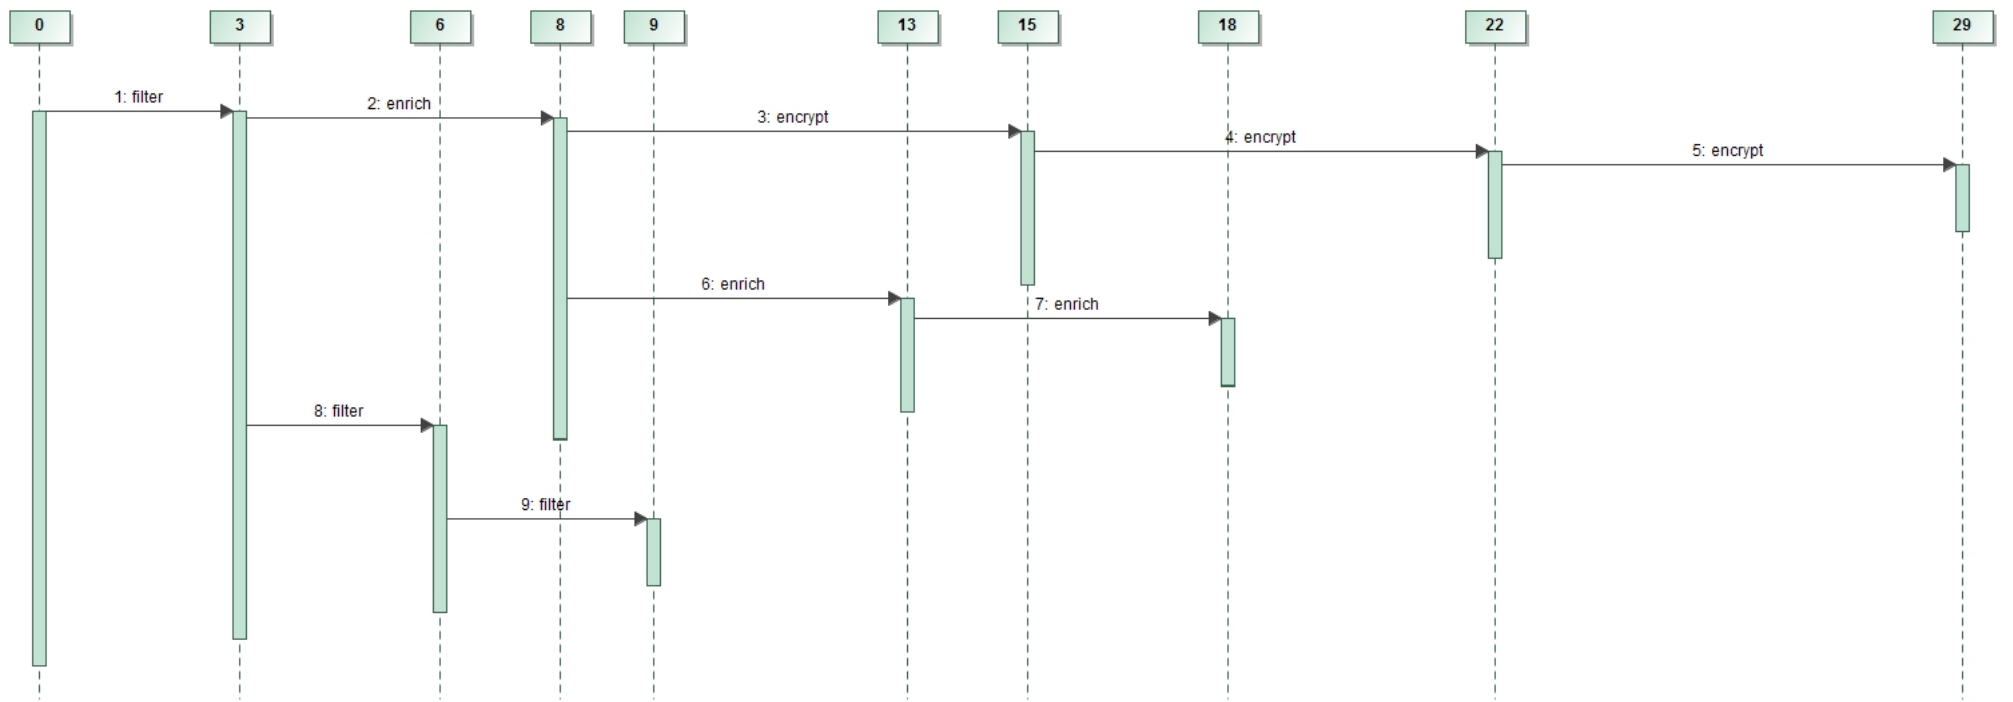 0
3
6
8
9
13
15
18
22
29
1: filter
2: enrich
3: encrypt
4: encrypt
5: encrypt
6: enrich
7: enrich
8: filter
9: filter